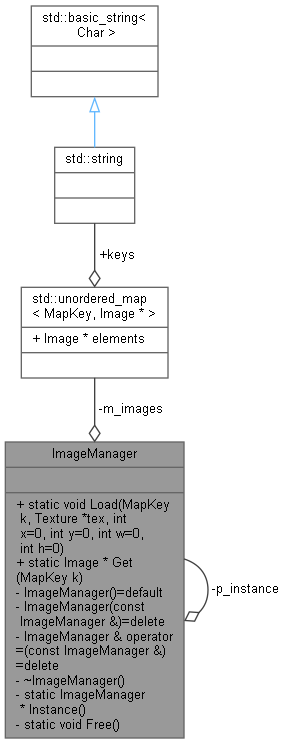 std::basic_string<
Char >
std::string
+keys
std::unordered_map
< MapKey, Image * >
+ Image * elements
-m_images
ImageManager
+ static void Load(MapKey
k, Texture *tex, int
x=0, int y=0, int w=0,
int h=0)
+ static Image * Get
(MapKey k)
- ImageManager()=default
- ImageManager(const
ImageManager &)=delete
- ImageManager & operator
=(const ImageManager &)
=delete
- ~ImageManager()
- static ImageManager
* Instance()
- static void Free()
-p_instance